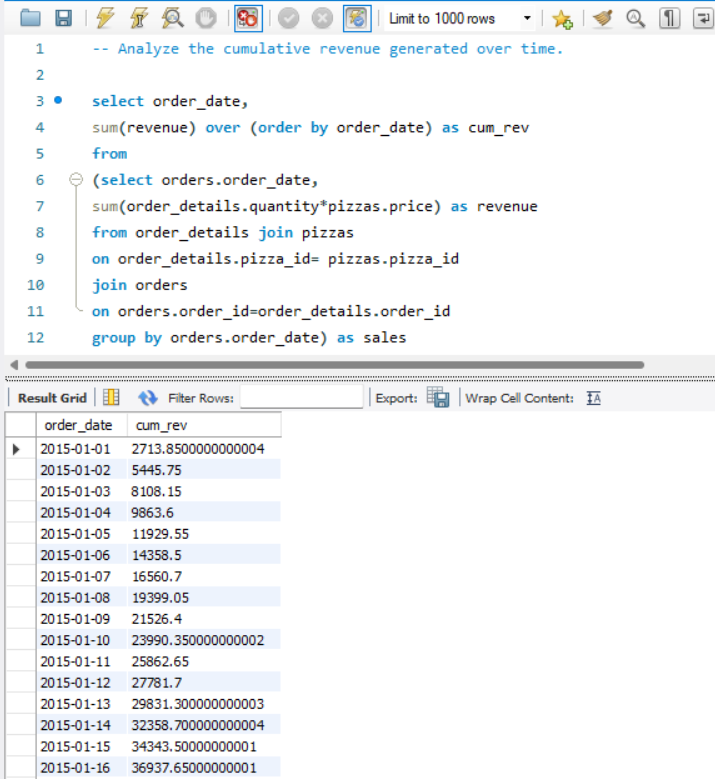 Limit to 1000 rows
1 -- Analyze the cumulative revenue generated over time.
2
3 select order_date,
4 sum(revenue) over (order by order_date) as cum_rev
5 from
6 (select orders.order_date,
7 sum(order_details.quantity*pizzas.price) as revenue
8 from order_details join pizzas
9 on order_details.pizza_id= pizzas.pizza_id
10 join orders
11 on orders.order_id=order_details.order_id
12 group by orders.order_date) as sales
Result Grid Filter Rows: Export: Wrap Cell Content:
order_date cum_rev
2015-01-01 2713.8500000000004
2015-01-02 5445.75
2015-01-03 8108.15
2015-01-04 9863.6
2015-01-05 11929.55
2015-01-06 14358.5
2015-01-07 16560.7
2015-01-08 19399.05
2015-01-09 21526.4
2015-01-10 23990.350000000002
2015-01-11 25862.65
2015-01-12 27781.7
2015-01-13 29831.300000000003
2015-01-14 32358.700000000004
2015-01-15 34343.50000000001
2015-01-16 36937.65000000001